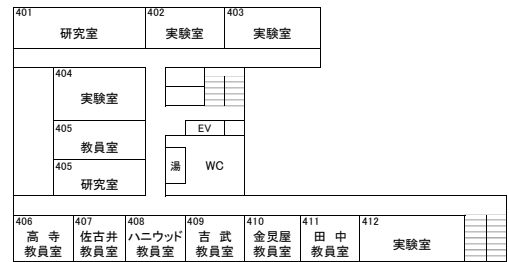 401
研究室
402
実験室
403
実験室
404
実験室
405
教員室
405
研究室
EV
湯
WC
406
高 寺
教員室
407
佐古井
教員室
408
ハニウッド
教員室
409
吉 武
教員室
410
金炅屋
教員室
411
田 中
教員室
412
実験室